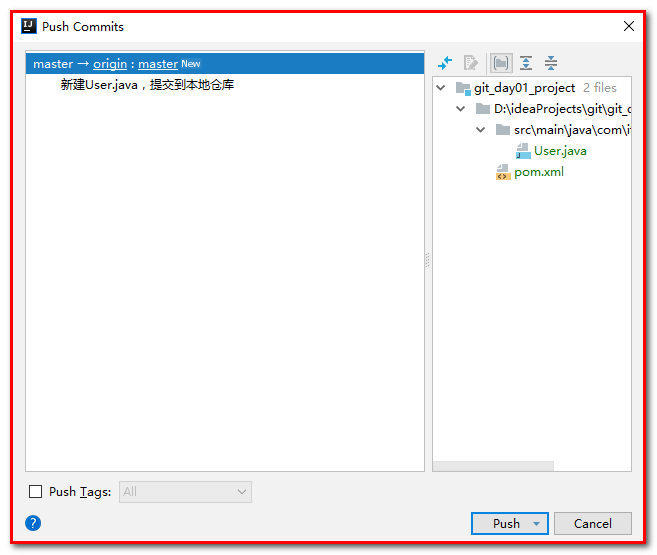 Push Commits
master → origin : master New
新建User.java，提交到本地仓库
git_day01_project 2 files
D:\ideaProjects\git\git_
src\main\java\com\
User.java
pom.xml
Push Tags: All
? Push Cancel